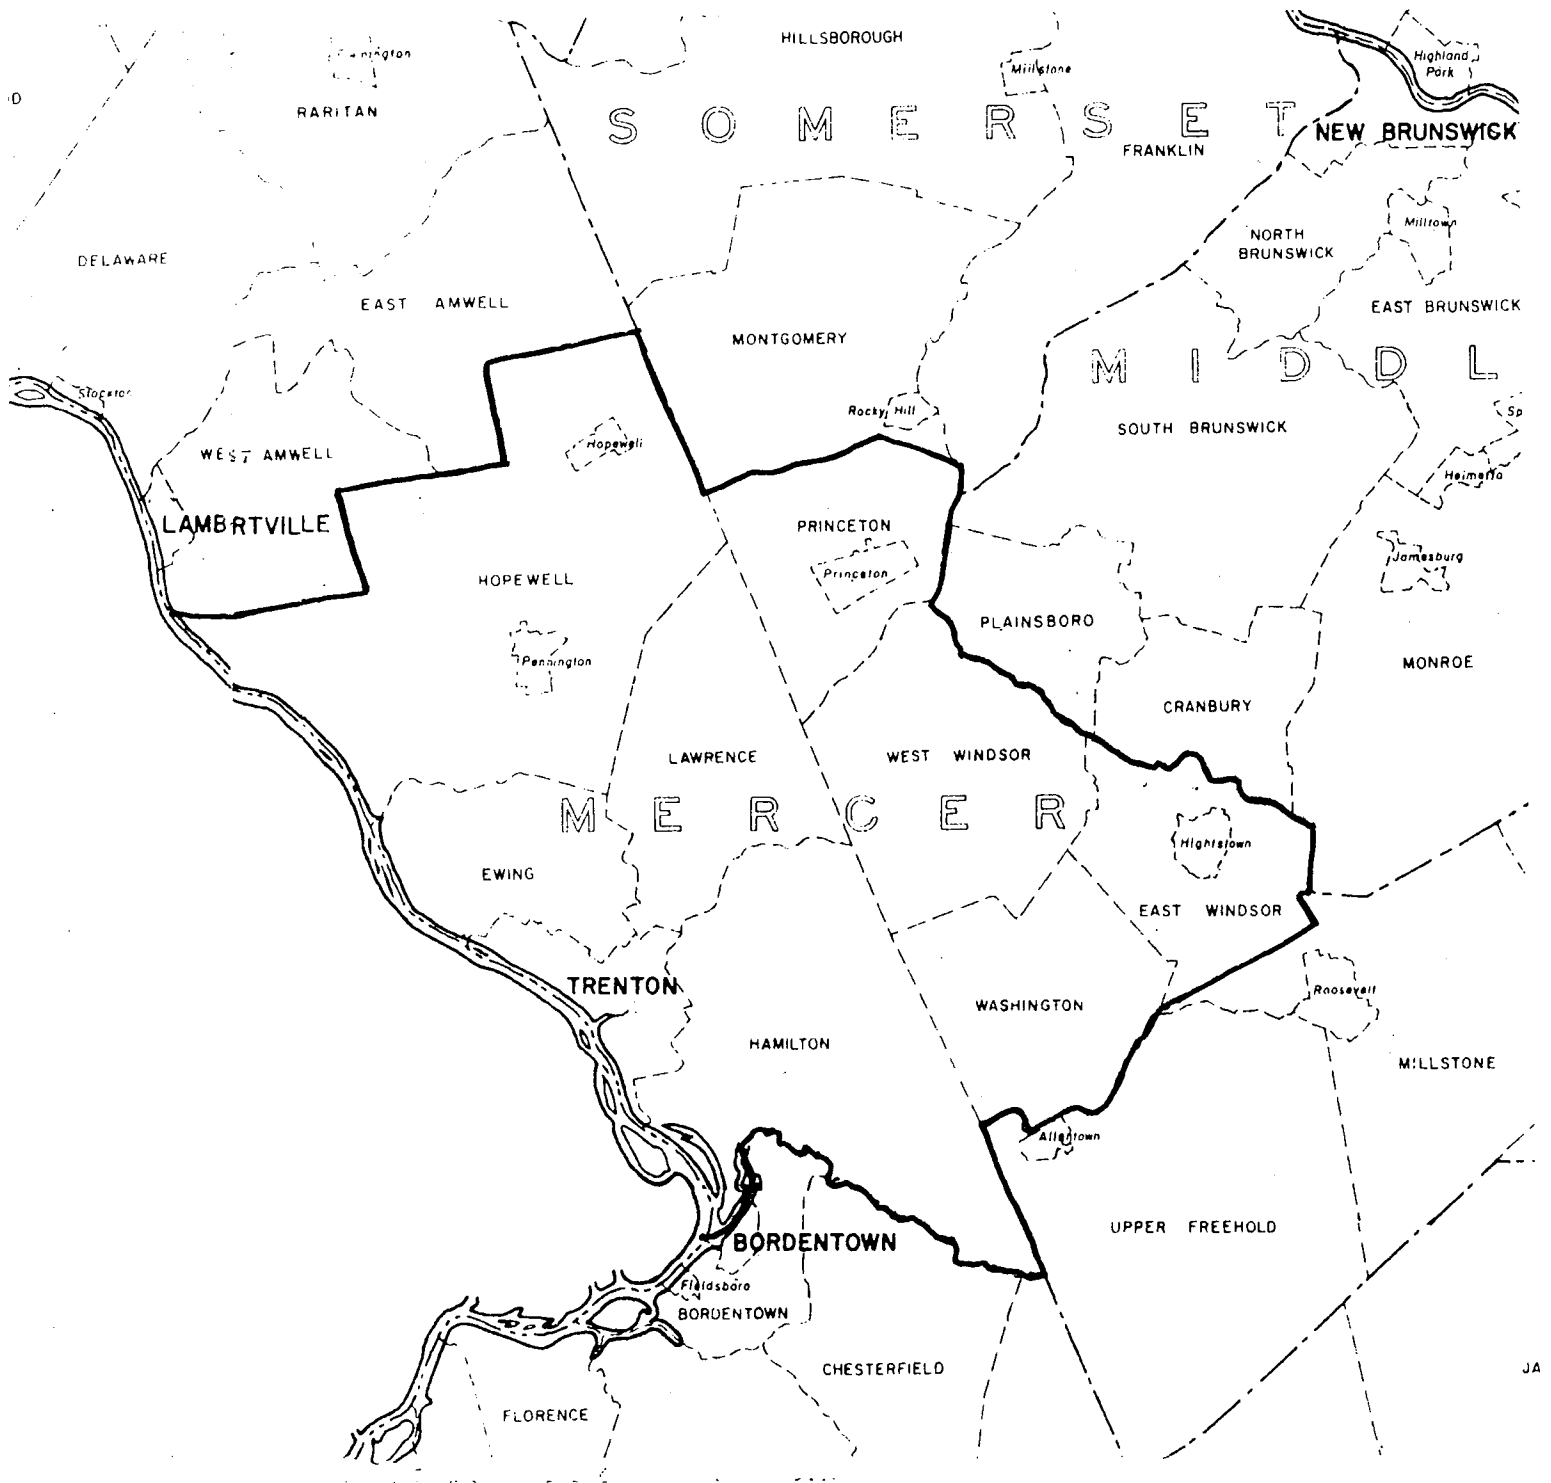 HILLSBOROUGH
Millstone
Highland
Park
RARITAN
S O M E R S E T
NEW BRUNSWICK
FRANKLIN
DELAWARE
NORTH
BRUNSWICK
Milltown
EAST AMWELL
EAST BRUNSWICK
MONTGOMERY
M I D D L
Stockton
Rocky Hill
SOUTH BRUNSWICK
Sp
WEST AMWELL
Hopewell
Helmetta
LAMBRTVILLE
PRINCETON
Princeton
Jamesburg
HOPEWELL
PLAINSBORO
Pennington
MONROE
CRANBURY
LAWRENCE
WEST WINDSOR
M E R C E R
Hightstown
EWING
EAST WINDSOR
TRENTON
Roosevelt
WASHINGTON
HAMILTON
MILLSTONE
Allentown
UPPER FREEHOLD
BORDENTOWN
Fieldsboro
BORDENTOWN
CHESTERFIELD
JA
FLORENCE